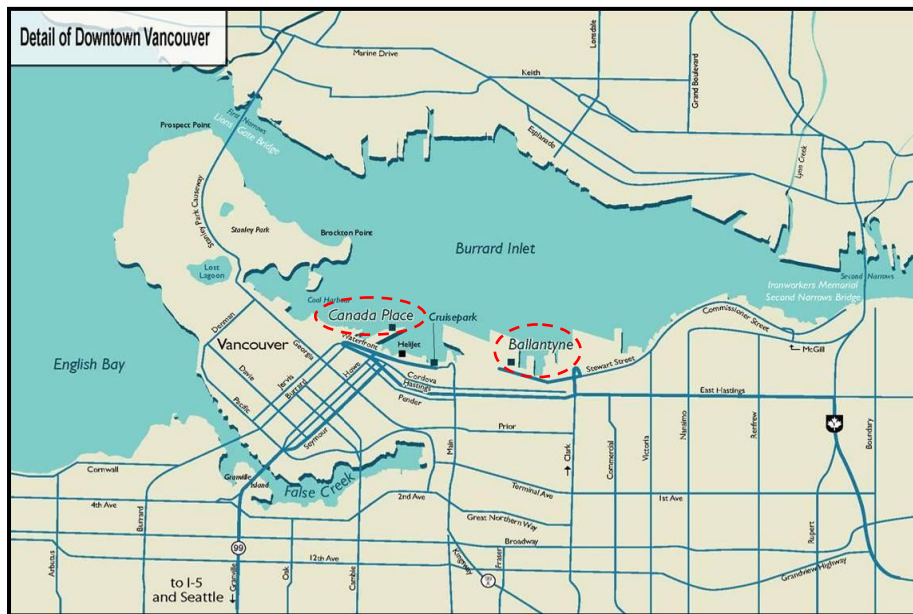 Detail of Downtown Vancouver
Marine Drive
Lonsdale
Keith
Grand Boulevard
Esplanade
Lynn Creek
First Narrows
Lions Gate Bridge
Prospect Point
Stanley Park Causeway
Stanley Park
Brockton Point
Burrard Inlet
Lost
Lagoon
Second Narrows
Ironworkers Memorial
Second Narrows Bridge
Coal Harbour
Canada Place
Cruisepark
Commissioner Street
McGill
Denman
Vancouver
Georgia
Waterfront
Helijet
Ballantyne
Stewart Street
English Bay
Davie
Jervis
Burrard
Howe
Cordova
Hastings
Pender
East Hastings
Pacific
Seymour
Prior
Main
Clark
Commercial
Victoria
Nanaimo
Renfrew
Boundary
Cornwall
Granville
Island
False Creek
Terminal Ave
1st Ave
4th Ave
2nd Ave
Great Northern Way
Broadway
Burrard
99
12th Ave
Arbutus
Granville
Oak
Cambie
Kingsway
Fraser
Rupert
Grandview Highway
to I-5
and Seattle